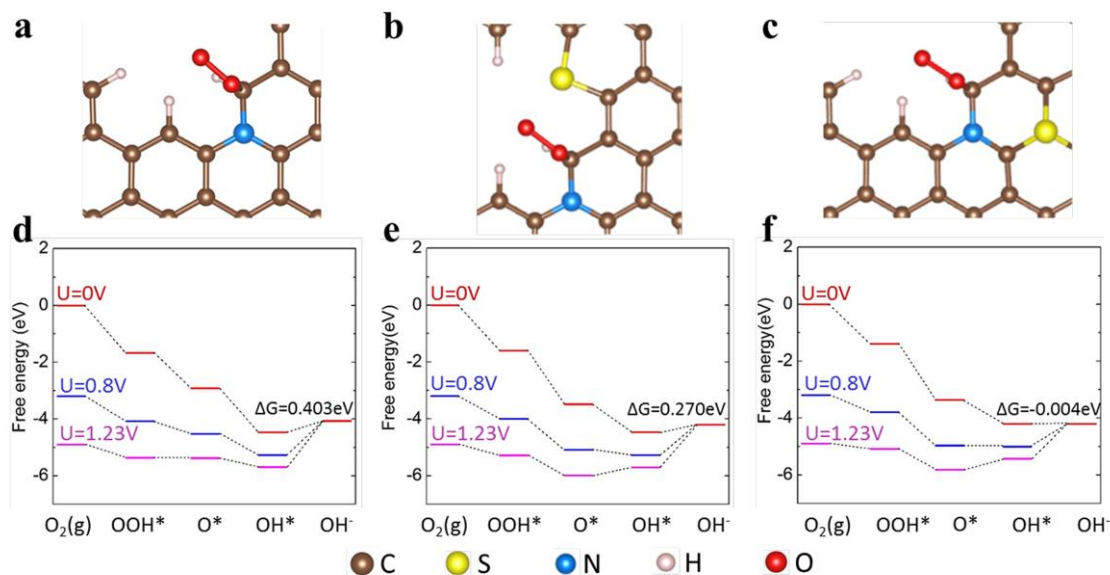 a
b
c
d
2
0
-2
-4
-6
Free energy (eV)
U=0V
U=0.8V
U=1.23V
ΔG=0.403eV
O₂(g) OOH* O* OH* OH⁻
e
2
0
-2
-4
-6
Free energy(eV)
U=0V
U=0.8V
U=1.23V
ΔG=0.270eV
O₂(g) OOH* O* OH* OH⁻
f
2
0
-2
-4
-6
Free energy(eV)
U=0V
U=0.8V
U=1.23V
ΔG=-0.004eV
O₂(g) OOH* O* OH* OH⁻
C S N H O